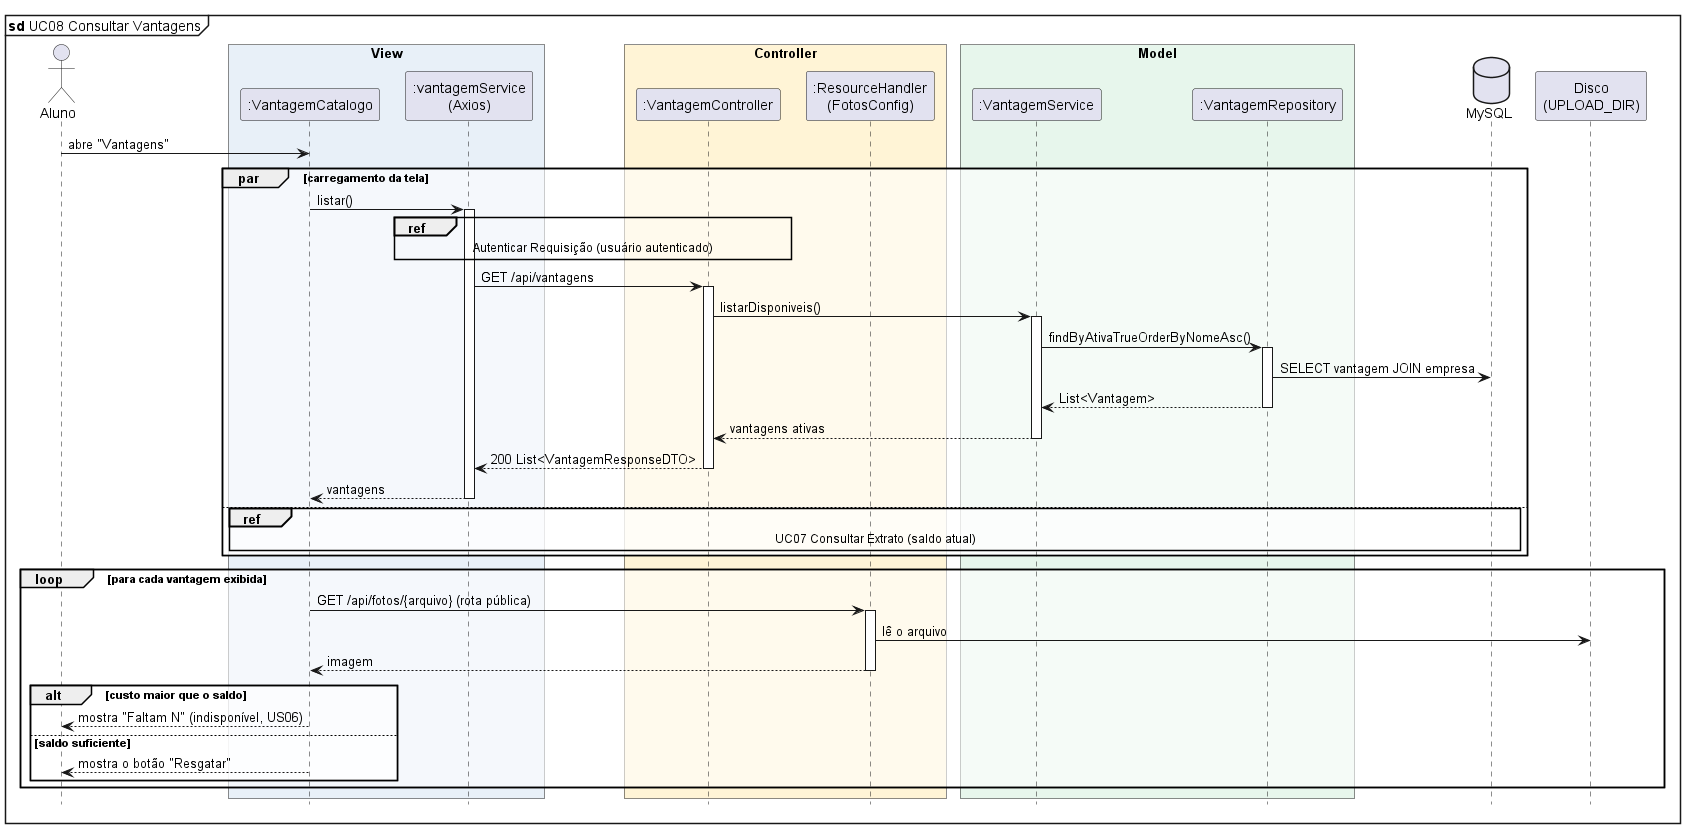 sd UC08 Consultar Vantagens
View
Controller
Model
Aluno
:VantagemCatalogo
:vantagemService
(Axios)
:VantagemController
:ResourceHandler
(FotosConfig)
:VantagemService
:VantagemRepository
MySQL
Disco
(UPLOAD_DIR)
abre "Vantagens"
par [carregamento da tela]
listar()
ref
Autenticar Requisição (usuário autenticado)
GET /api/vantagens
listarDisponiveis()
findByAtivaTrueOrderByNomeAsc()
SELECT vantagem JOIN empresa
List<Vantagem>
vantagens ativas
200 List<VantagemResponseDTO>
vantagens
ref
UC07 Consultar Extrato (saldo atual)
loop [para cada vantagem exibida]
GET /api/fotos/{arquivo} (rota pública)
lê o arquivo
imagem
alt [custo maior que o saldo]
mostra "Faltam N" (indisponível, US06)
[saldo suficiente]
mostra o botão "Resgatar"